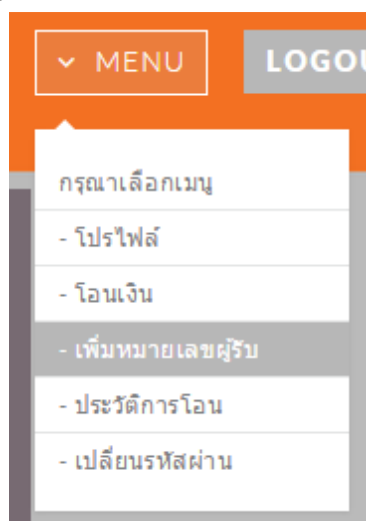 MENU
LOGOU
กรุณาเลือกเมนู
- โปรไฟล์
- โอนเงิน
- เพิ่มหมายเลขผู้รับ
- ประวัติการโอน
- เปลี่ยนรหัสผ่าน